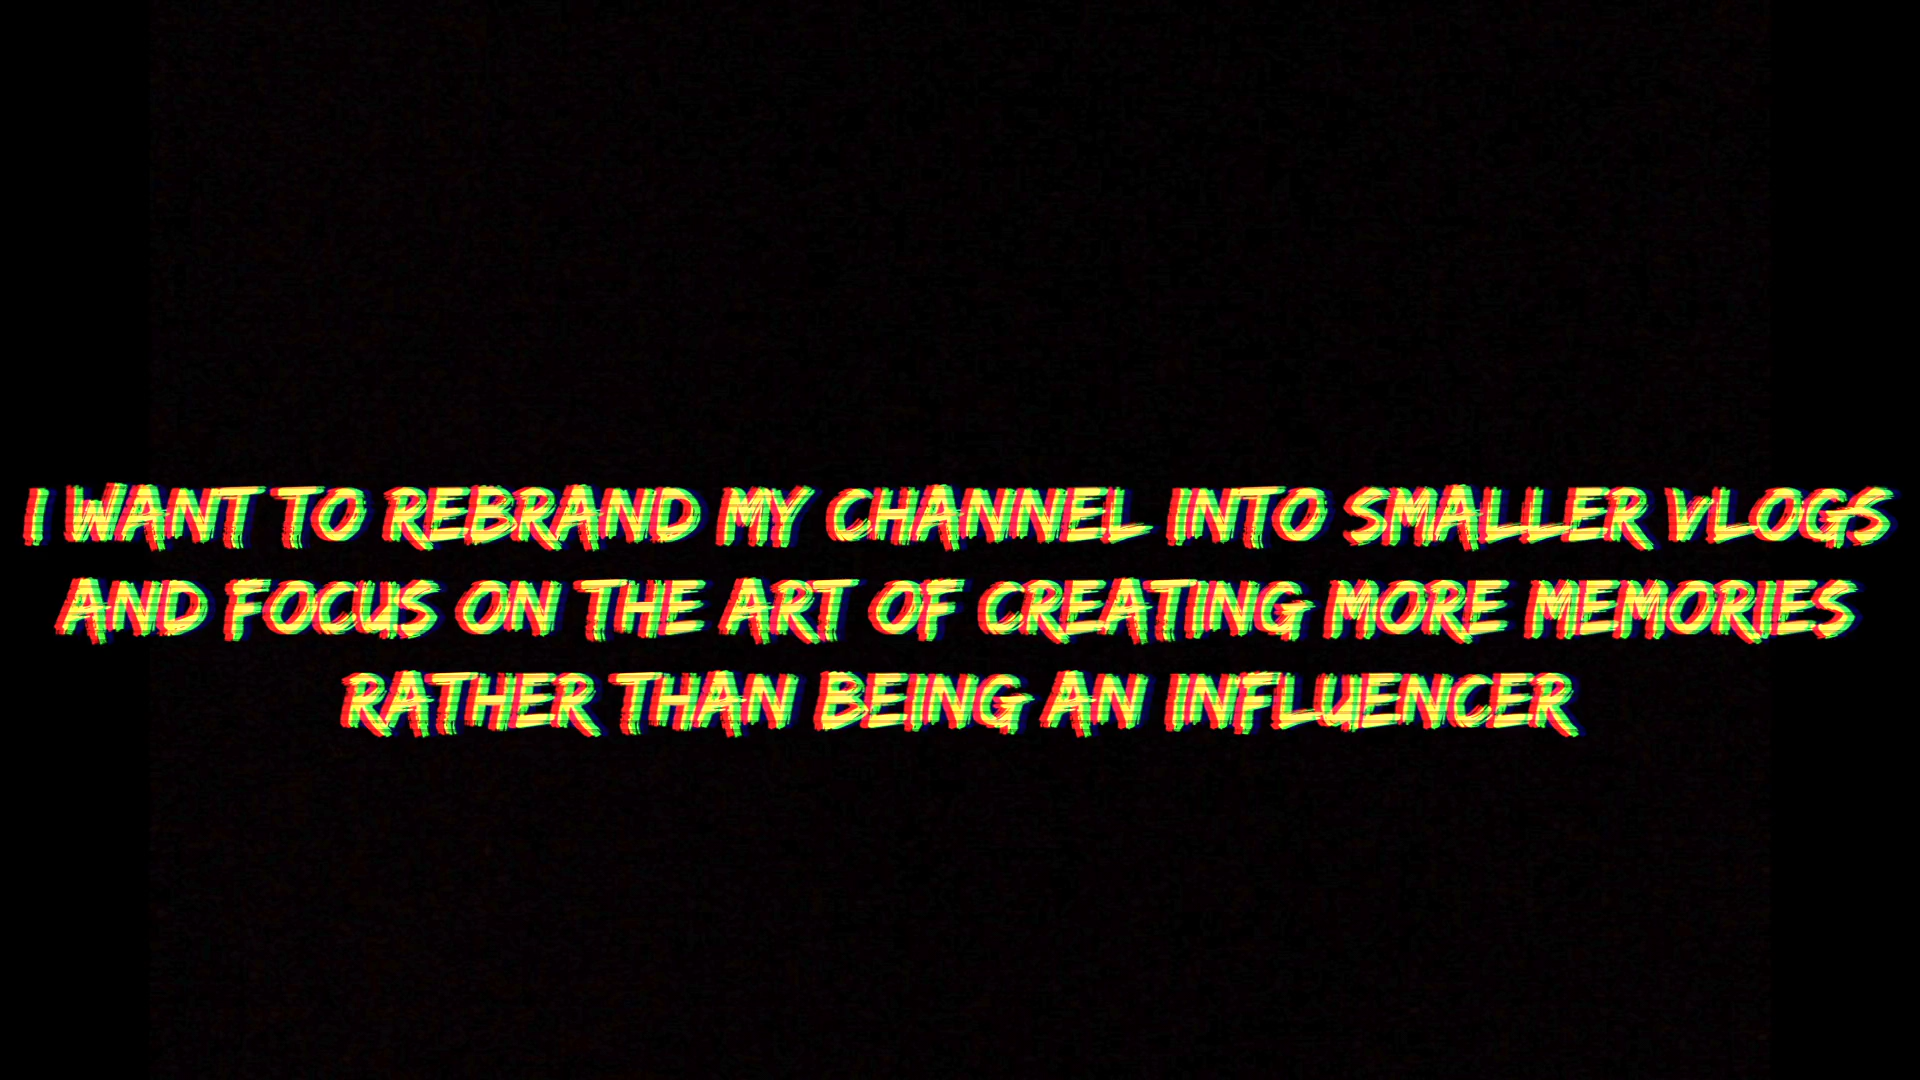 I WANT TO REBRAND MY CHANNEL INTO SMALLER VLOGS
AND FOCUS ON THE ART OF CREATING MORE MEMORIES
RATHER THAN BEING AN INFLUENCER